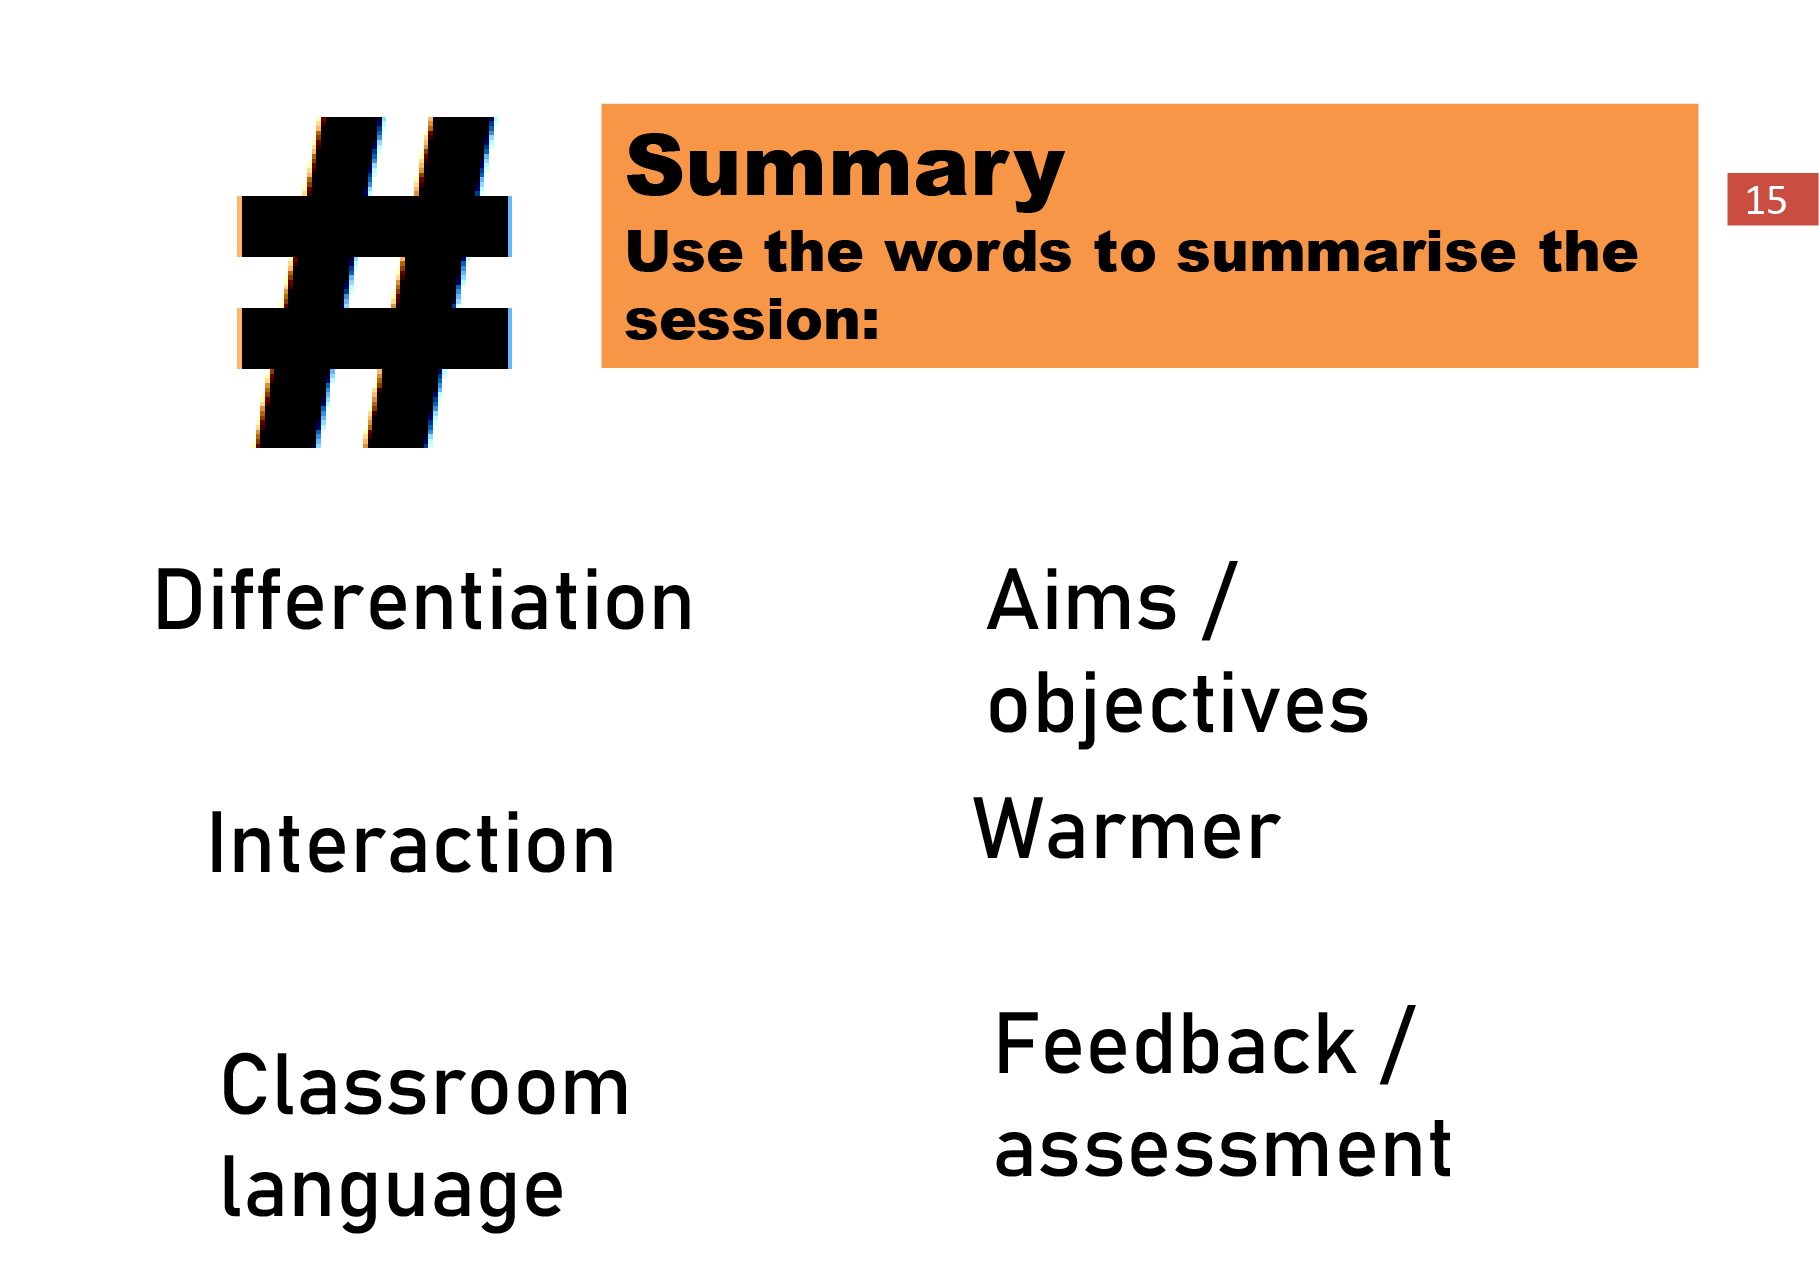 #
Summary
Use the words to summarise the
session:
15
Differentiation
Aims /
objectives
Interaction
Warmer
Classroom
language
Feedback /
assessment